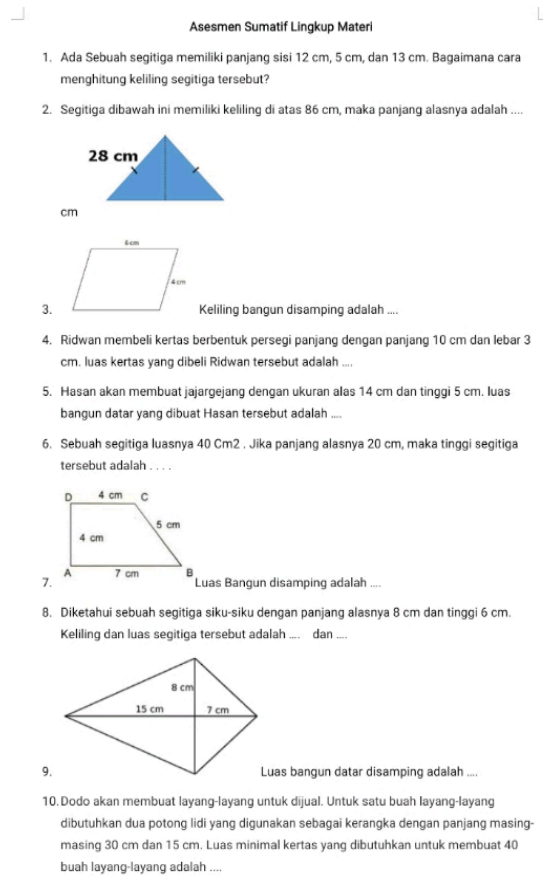 Asesmen Sumatif Lingkup Materi
1. Ada Sebuah segitiga memiliki panjang sisi 12 cm, 5 cm, dan 13 cm. Bagaimana cara
menghitung keliling segitiga tersebut?
2. Segitiga dibawah ini memiliki keliling di atas 86 cm, maka panjang alasnya adalah ....
28 cm
cm
6 cm
4 cm
3. Keliling bangun disamping adalah ....
4. Ridwan membeli kertas berbentuk persegi panjang dengan panjang 10 cm dan lebar 3
cm. luas kertas yang dibeli Ridwan tersebut adalah ....
5. Hasan akan membuat jajargejang dengan ukuran alas 14 cm dan tinggi 5 cm. luas
bangun datar yang dibuat Hasan tersebut adalah ....
6. Sebuah segitiga luasnya 40 Cm2 . Jika panjang alasnya 20 cm, maka tinggi segitiga
tersebut adalah . . . .
D 4 cm C
5 cm
4 cm
A 7 cm B
7. Luas Bangun disamping adalah ....
8. Diketahui sebuah segitiga siku-siku dengan panjang alasnya 8 cm dan tinggi 6 cm.
Keliling dan luas segitiga tersebut adalah .... dan ....
8 cm
15 cm 7 cm
9. Luas bangun datar disamping adalah ....
10. Dodo akan membuat layang-layang untuk dijual. Untuk satu buah layang-layang
dibutuhkan dua potong lidi yang digunakan sebagai kerangka dengan panjang masing-
masing 30 cm dan 15 cm. Luas minimal kertas yang dibutuhkan untuk membuat 40
buah layang-layang adalah ....